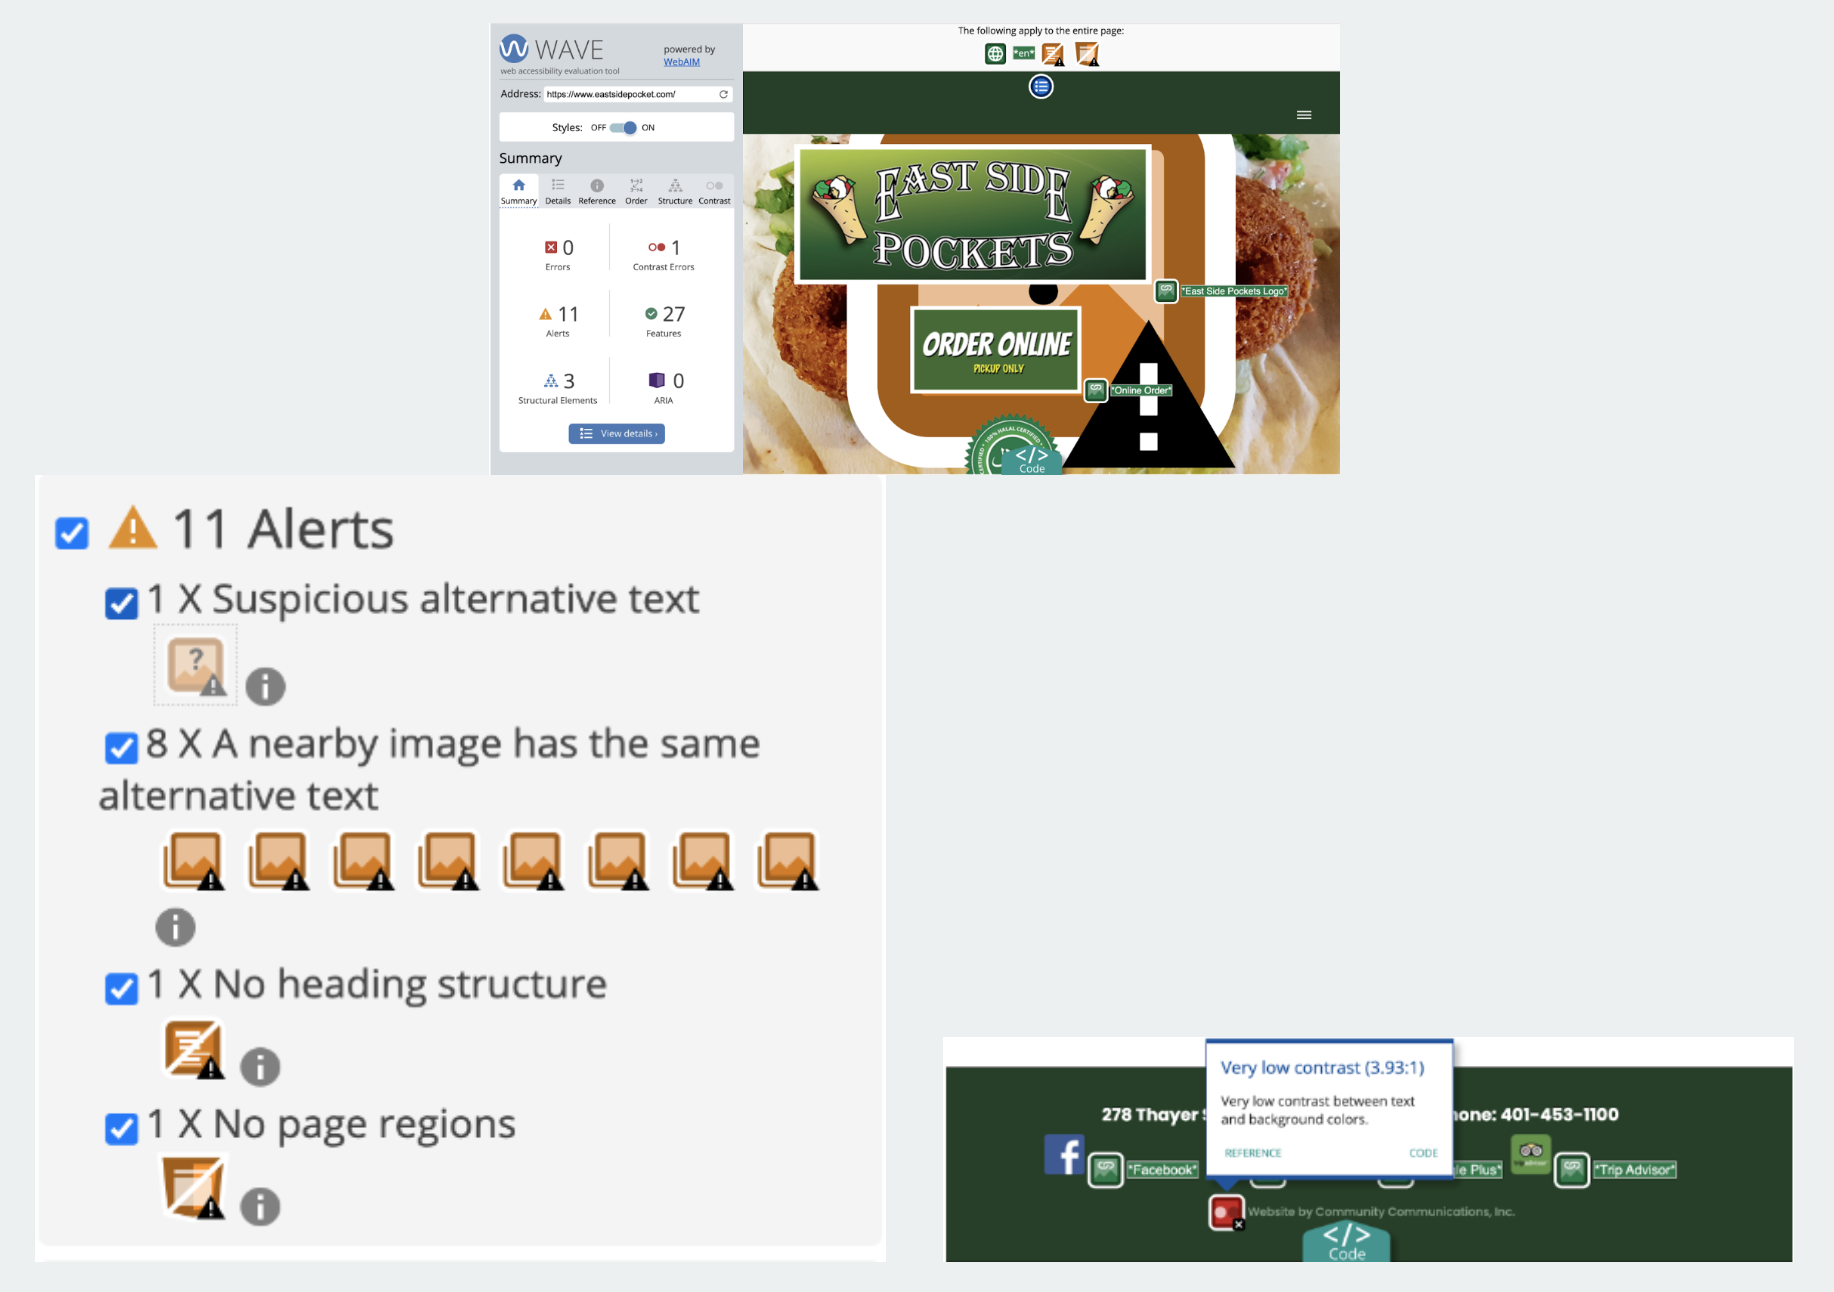 WAVE
powered by
WebAIM
web accessibility evaluation tool
Address: https://www.eastsidepocket.com/
Styles: OFF ON
Summary
Summary Details Reference Order Structure Contrast
0
Errors
1
Contrast Errors
11
Alerts
27
Features
3
Structural Elements
0
ARIA
View details ›
The following apply to the entire page:
*en*
EAST SIDE
POCKETS
*East Side Pockets Logo*
ORDER ONLINE
PICKUP ONLY
*Online Order*
100% HALAL CERTIFIED
</>
Code
11 Alerts
1 X Suspicious alternative text
8 X A nearby image has the same
alternative text
1 X No heading structure
1 X No page regions
Very low contrast (3.93:1)
Very low contrast between text
and background colors.
REFERENCE CODE
278 Thayer
hone: 401-453-1100
*Facebook*
le Plus*
*Trip Advisor*
Website by Community Communications, Inc.
</>
Code